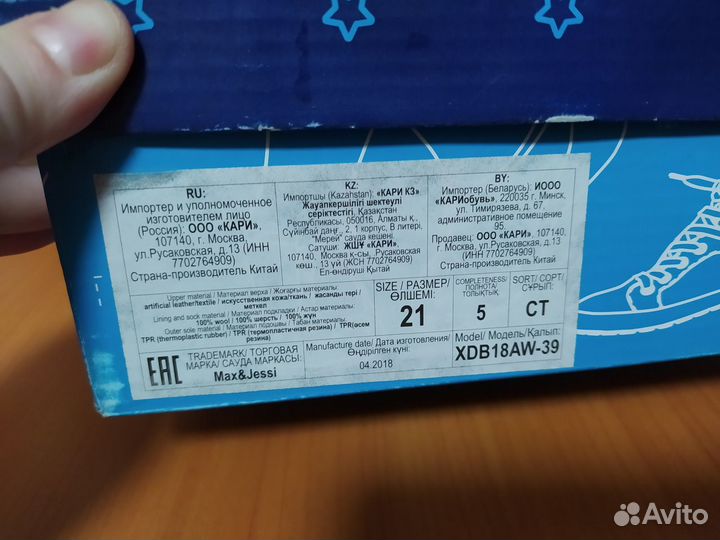 RU:
Импортер и уполномоченное
изготовителем лицо
(Россия): ООО «КАРИ»,
107140, г. Москва,
ул.Русаковская, д.13 (ИНН
7702764909)
Страна-производитель Китай
KZ:
Импортшы (Kazahstan): «КАРИ КЗ»
Жауапкершілігі шектеулі
серіктестігі, Қазақстан
Республикасы, 050016, Алматы қ.,
Сүйінбай даңғ., 2, 1 корпус, В литері,
"Мерей" сауда кешені.
Сатушы: ЖШҰ «КАРИ»,
107140, Москва қ-сы, Русаковская
көш., 13 үй (ЖСН 7702764909)
Ел-өндіруші Қытай
BY:
Импортер (Беларусь): ИООО
«КАРИобувь», 220035 г. Минск,
ул. Тимирязева, д. 67,
административное помещение
95.
Продавец: ООО «КАРИ», 107140,
г. Москва, ул. Русаковская, д.13
(ИНН 7702764909)
Страна-производитель Китай
Upper material / Материал верха / Жоғарғы материалы:
artificial leather/textile / искусственная кожа/ткань / жасанды тері /
мəткел
Lining and sock material / Материал подкладки / Астар материалы:
100% wool / 100% шерсть / 100% жүн
Outer sole material / Материал подошвы / Табан материалы:
TPR (thermoplastic rubber) / TPR (термопластичная резина) / TPR(əсем
резина)
SIZE / РАЗМЕР/
ӨЛШЕМІ:
21
COMPLETENESS/
ПОЛНОТА/
ТОЛЫҚТЫҚ
5
SORT/ СОРТ/
СҰРЫП:
CT
EAC
TRADEMARK/ ТОРГОВАЯ
МАРКА/ САУДА МАРКАСЫ:
Max&Jessi
Manufacture date/ Дата изготовления/
Өндірілген күні:
04.2018
Model/ Модель/Қалып:
XDB18AW-39
Avito